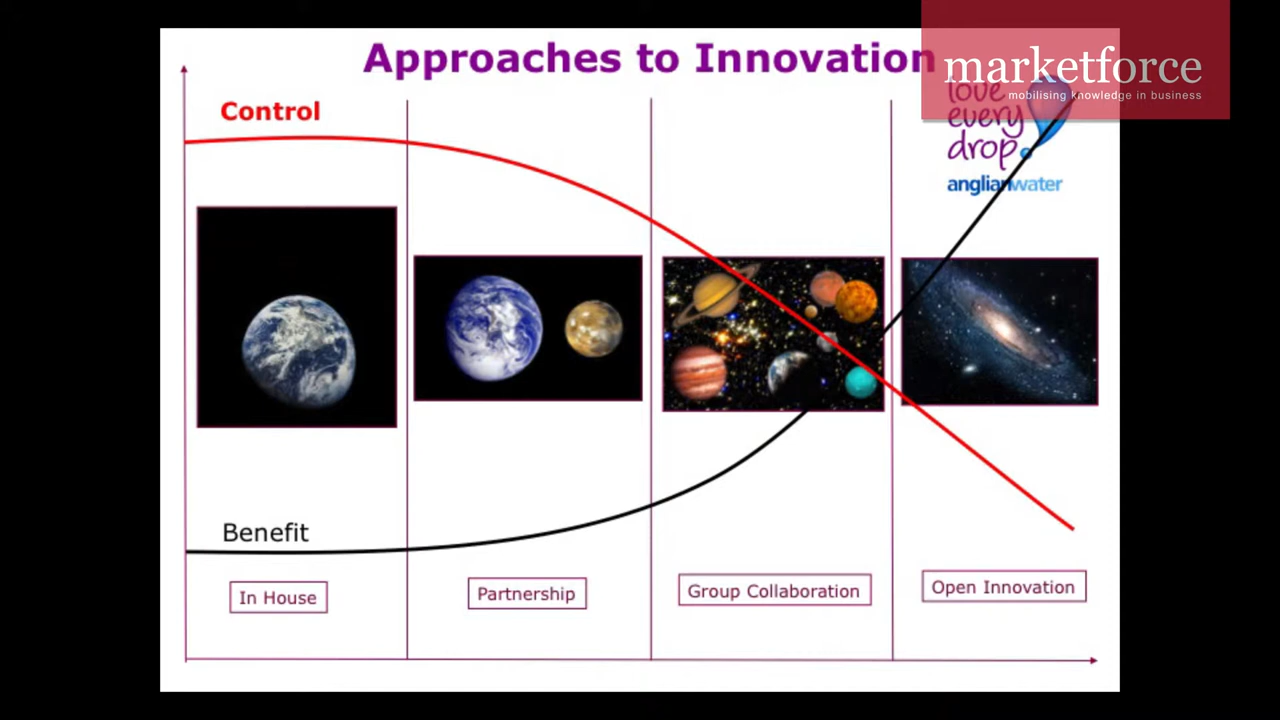 Approaches to Innovation
marketforce
mobilising knowledge in business
Control
love
every
drop
anglianwater
Benefit
In House
Partnership
Group Collaboration
Open Innovation